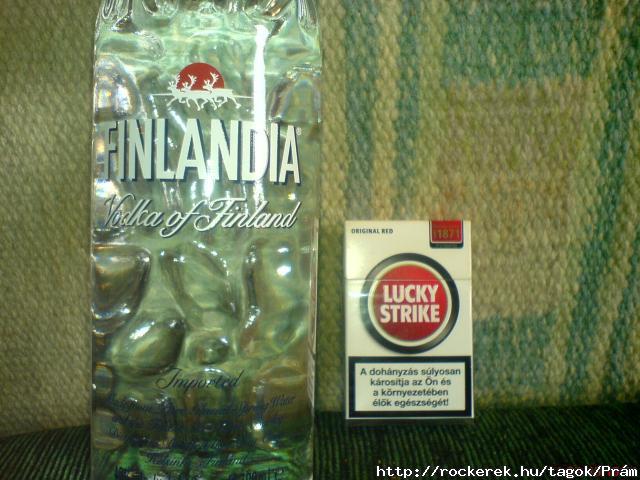 FINLANDIA®
Vodka of Finland
Imported
ORIGINAL RED
1871
LUCKY
STRIKE
A dohányzás súlyosan
károsítja az Ön és
a környezetében
élők egészségét!
http://rockerek.hu/tagok/Prám